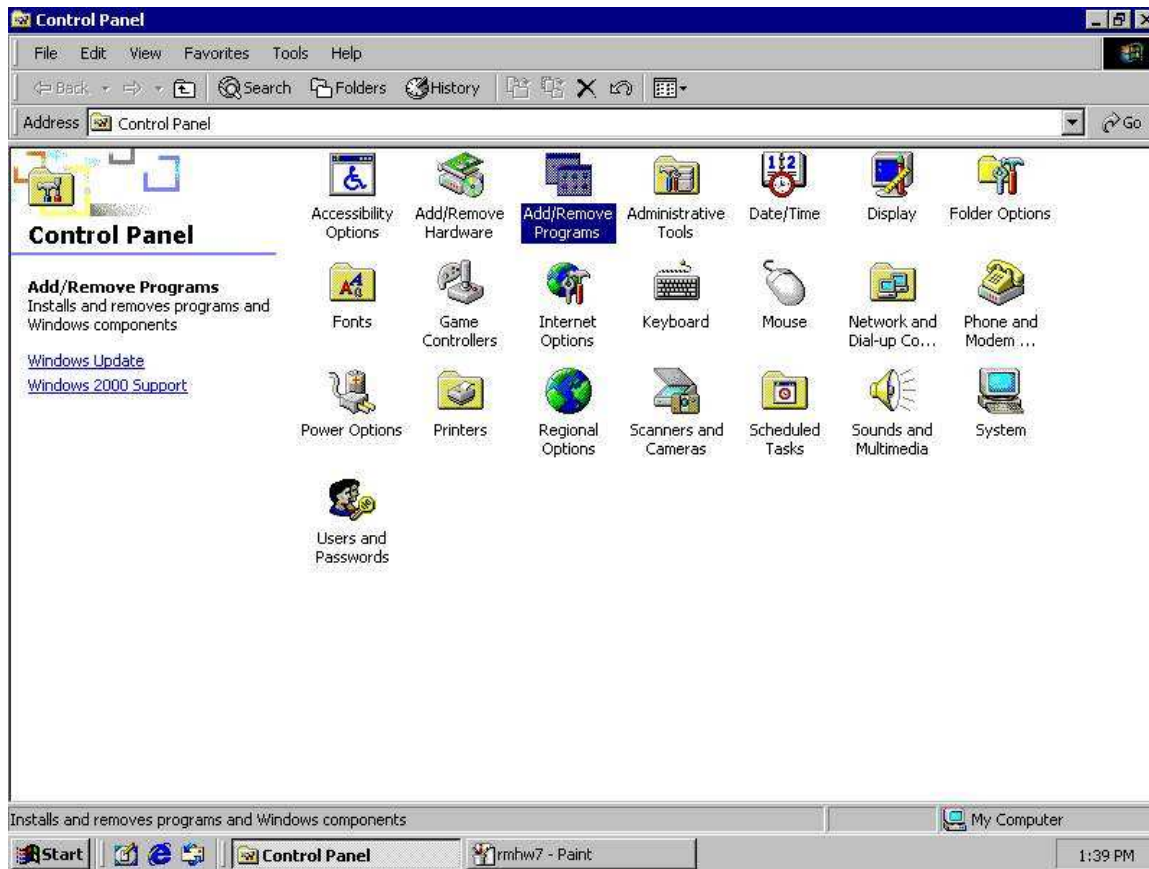 Control Panel
File Edit View Favorites Tools Help
Back Search Folders History
Address Control Panel Go
Control Panel
Add/Remove Programs
Installs and removes programs and
Windows components
Windows Update
Windows 2000 Support
Accessibility
Options
Add/Remove
Hardware
Add/Remove
Programs
Administrative
Tools
Date/Time
Display
Folder Options
Fonts
Game
Controllers
Internet
Options
Keyboard
Mouse
Network and
Dial-up Co...
Phone and
Modem ...
Power Options
Printers
Regional
Options
Scanners and
Cameras
Scheduled
Tasks
Sounds and
Multimedia
System
Users and
Passwords
Installs and removes programs and Windows components My Computer
Start Control Panel rmhw7 - Paint 1:39 PM